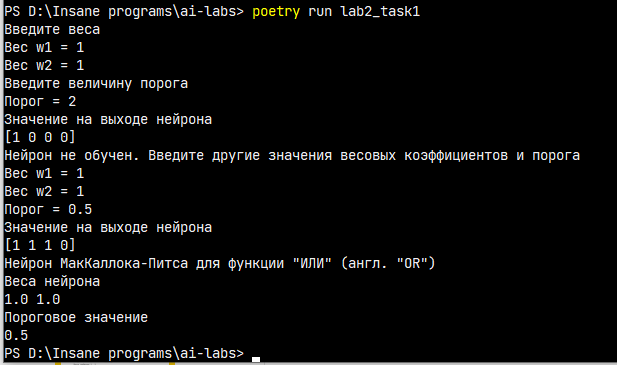 PS D:\Insane programs\ai-labs> poetry run lab2_task1
Введите веса
Вес w1 = 1
Вес w2 = 1
Введите величину порога
Порог = 2
Значение на выходе нейрона
[1 0 0 0]
Нейрон не обучен. Введите другие значения весовых коэффициентов и порога
Вес w1 = 1
Вес w2 = 1
Порог = 0.5
Значение на выходе нейрона
[1 1 1 0]
Нейрон МакКаллока-Питса для функции "ИЛИ" (англ. "OR")
Веса нейрона
1.0 1.0
Пороговое значение
0.5
PS D:\Insane programs\ai-labs>